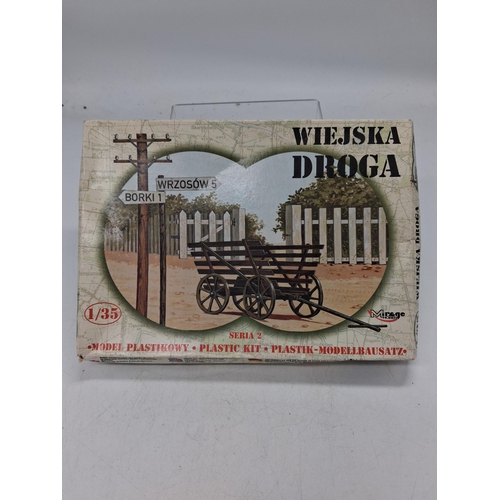 WIEJSKA
DROGA
WRZOSÓW 5
BORKI 1
1/35
Mirage
SERIA 2
•MODEL PLASTIKOWY • PLASTIC KIT • PLASTIK-MODELLBAUSATZ•
WIEJSKA DROGA